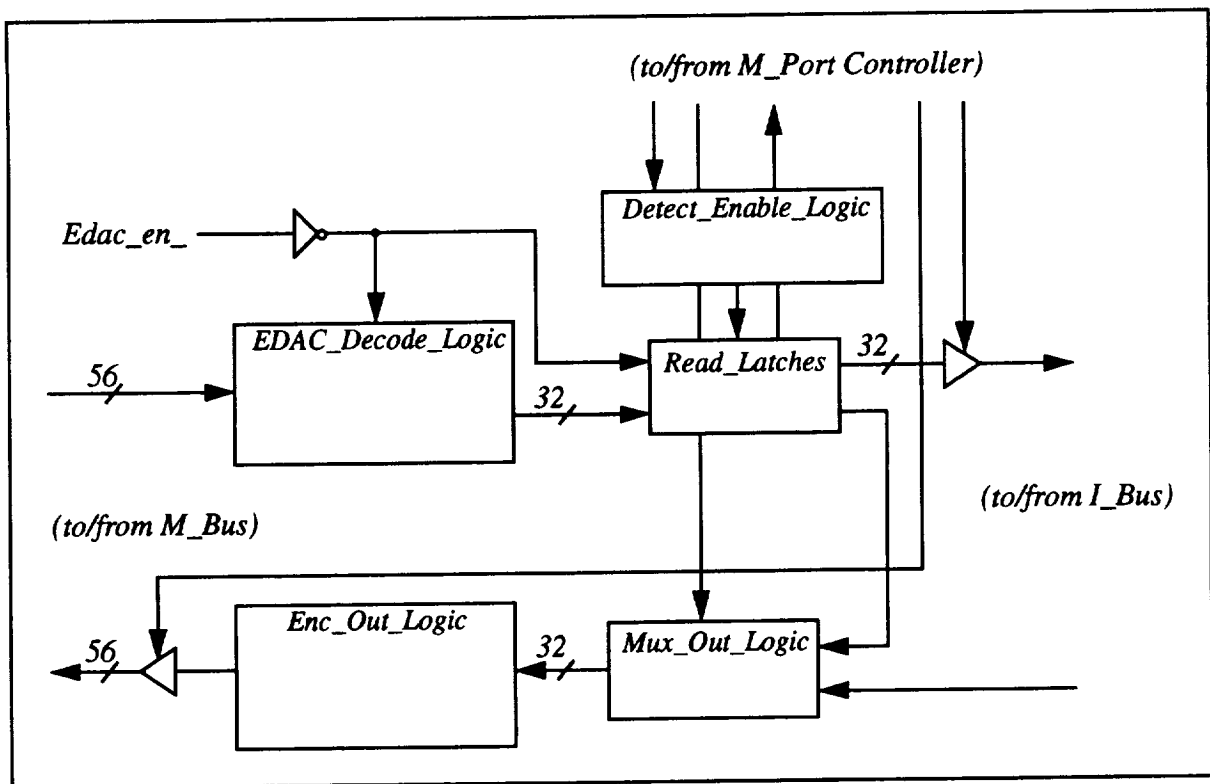 (to/from M_Port Controller)
Detect_Enable_Logic
Edac_en_
EDAC_Decode_Logic
Read_Latches
32
56
32
(to/from I_Bus)
(to/from M_Bus)
Enc_Out_Logic
Mux_Out_Logic
56
32